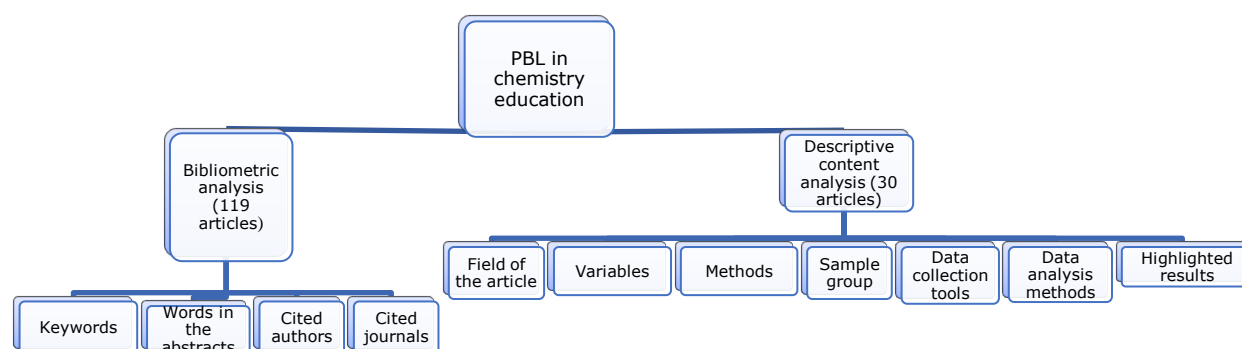 PBL in
chemistry
education
Bibliometric
analysis
(119
articles)
Descriptive
content
analysis (30
articles)
Keywords
Words in
the
abstracts
Cited
authors
Cited
journals
Field of
the article
Variables
Methods
Sample
group
Data
collection
tools
Data
analysis
methods
Highlighted
results